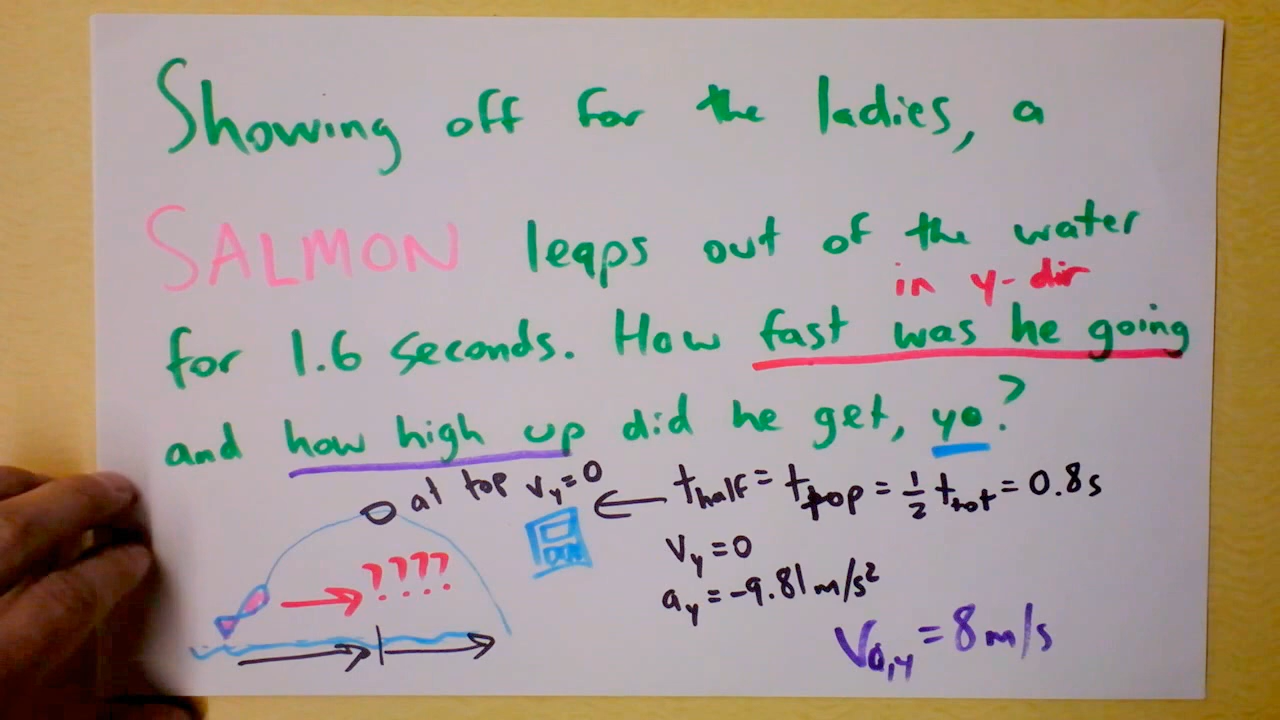 Showing off for the ladies, a
SALMON leaps out of the water
in y-dir
for 1.6 seconds. How fast was he going
and how high up did he get, yo?
at top Vy=0 ← thalf = ttop = 1/2 ttot = 0.8s
Vy=0
ay=-9.81m/s²
????
V0,y = 8m/s